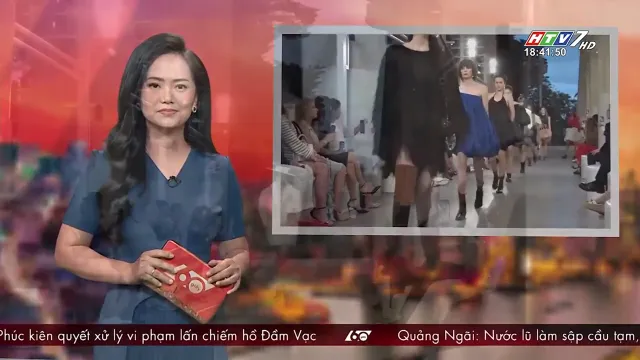 HTV7 HD
18:41:50
Phúc kiên quyết xử lý vi phạm lấn chiếm hồ Đầm Vạc
60
Quảng Ngãi: Nước lũ làm sập cầu tạm